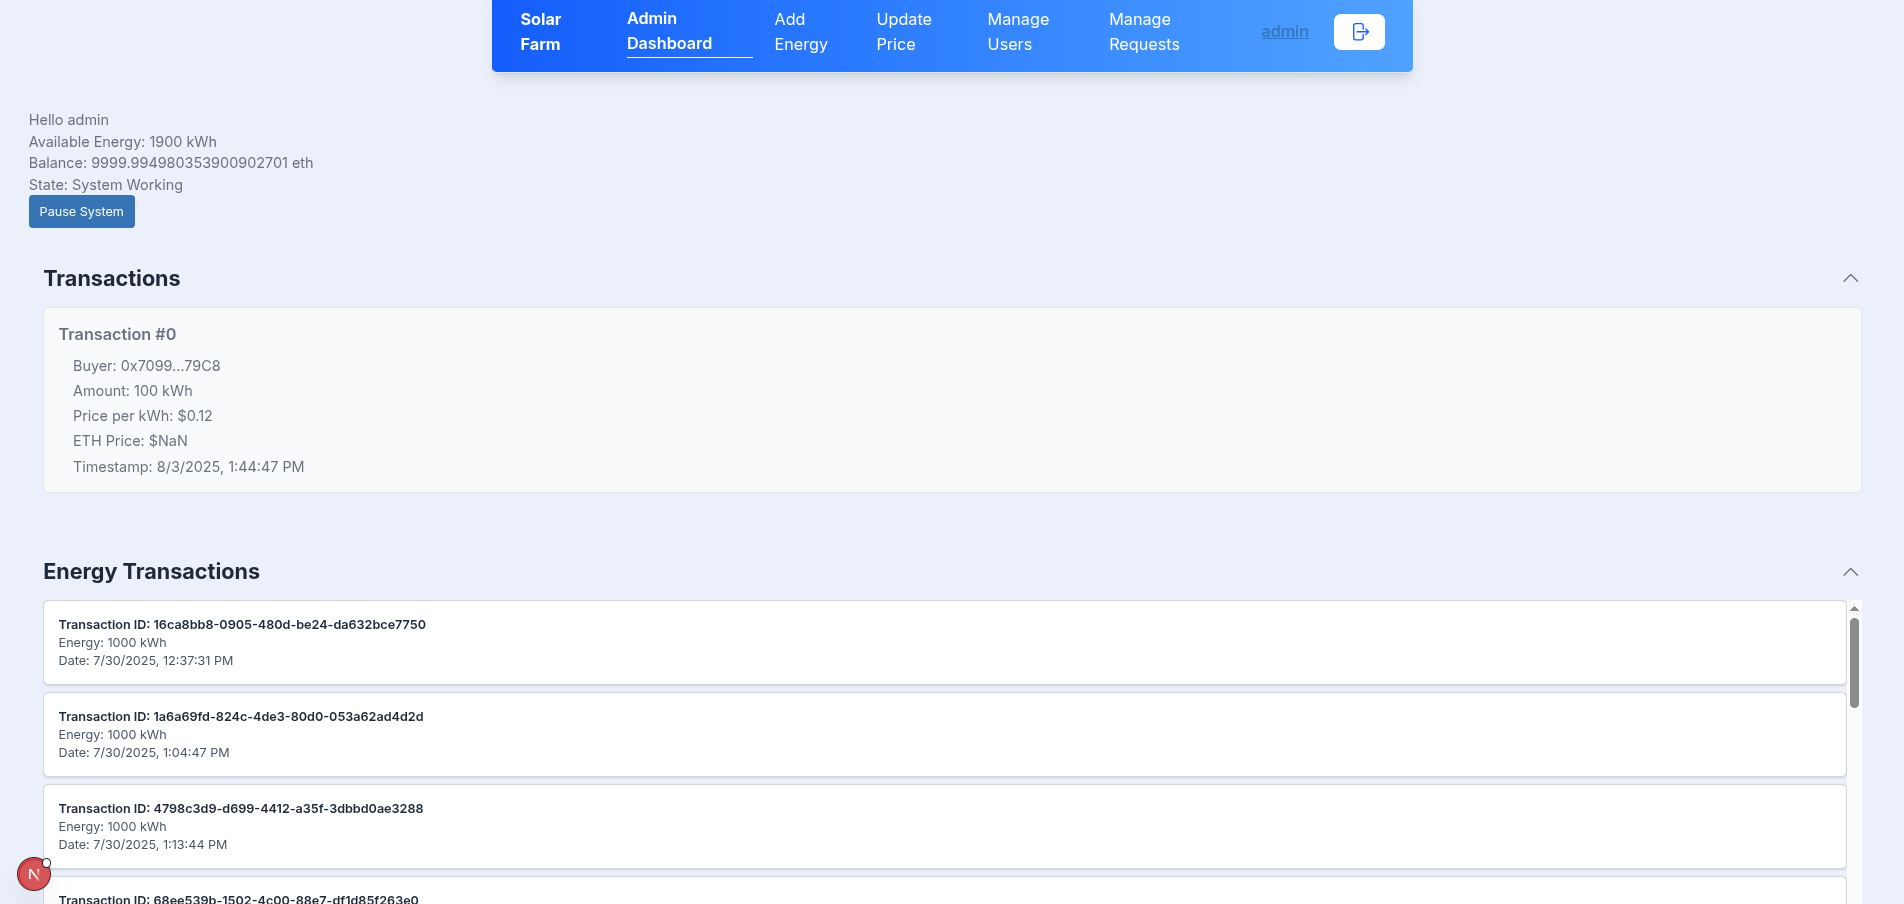 Solar Farm
Admin Dashboard
Add Energy
Update Price
Manage Users
Manage Requests
admin
Hello admin
Available Energy: 1900 kWh
Balance: 9999.994980353900902701 eth
State: System Working
Pause System
Transactions
Transaction #0
Buyer: 0x7099...79C8
Amount: 100 kWh
Price per kWh: $0.12
ETH Price: $NaN
Timestamp: 8/3/2025, 1:44:47 PM
Energy Transactions
Transaction ID: 16ca8bb8-0905-480d-be24-da632bce7750
Energy: 1000 kWh
Date: 7/30/2025, 12:37:31 PM
Transaction ID: 1a6a69fd-824c-4de3-80d0-053a62ad4d2d
Energy: 1000 kWh
Date: 7/30/2025, 1:04:47 PM
Transaction ID: 4798c3d9-d699-4412-a35f-3dbbd0ae3288
Energy: 1000 kWh
Date: 7/30/2025, 1:13:44 PM
N
Transaction ID: 68ee539b-1502-4c00-88e7-df1d85f263e0